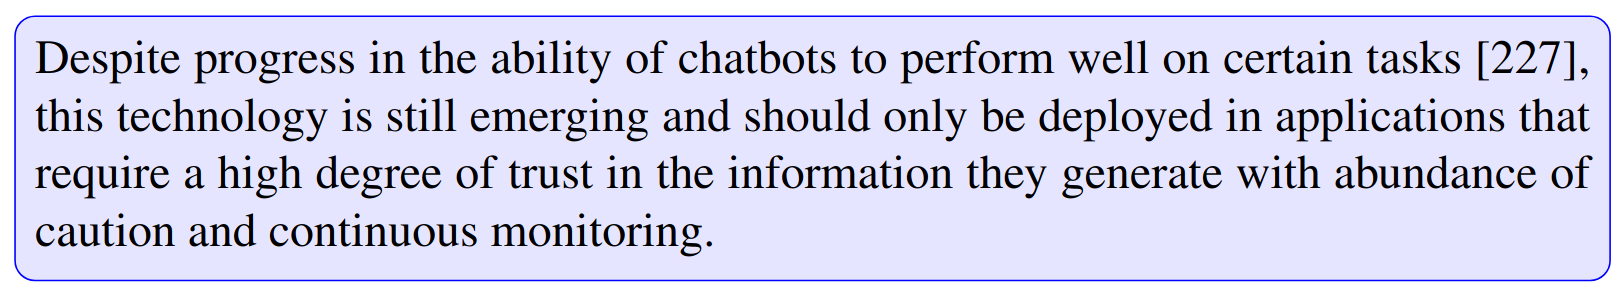 Despite progress in the ability of chatbots to perform well on certain tasks [227],
this technology is still emerging and should only be deployed in applications that
require a high degree of trust in the information they generate with abundance of
caution and continuous monitoring.